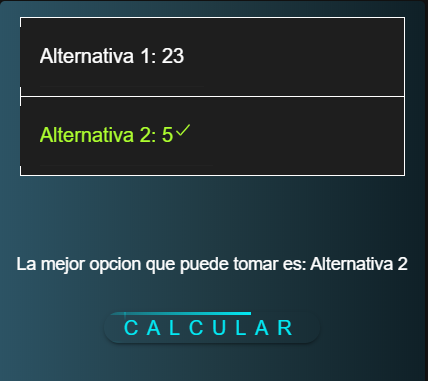 Alternativa 1: 23
Alternativa 2: 5✓
La mejor opcion que puede tomar es: Alternativa 2
CALCULAR